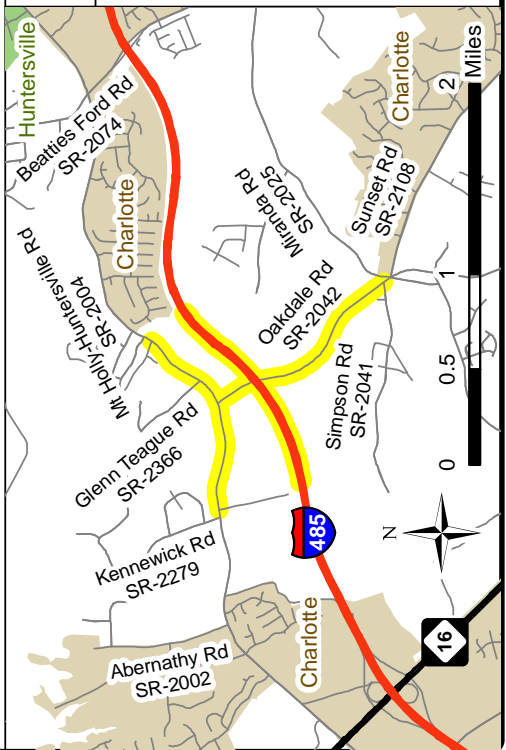 Huntersville
Beatties Ford Rd
SR-2074
Charlotte
Mt Holly-Huntersville Rd
SR-2004
Miranda Rd
SR-2025
Charlotte
Sunset Rd
SR-2108
2
Miles
Oakdale Rd
SR-2042
1
Glenn Teague Rd
SR-2366
Simpson Rd
SR-2041
0.5
0
Kennewick Rd
SR-2279
485
N
Abernathy Rd
SR-2002
Charlotte
16